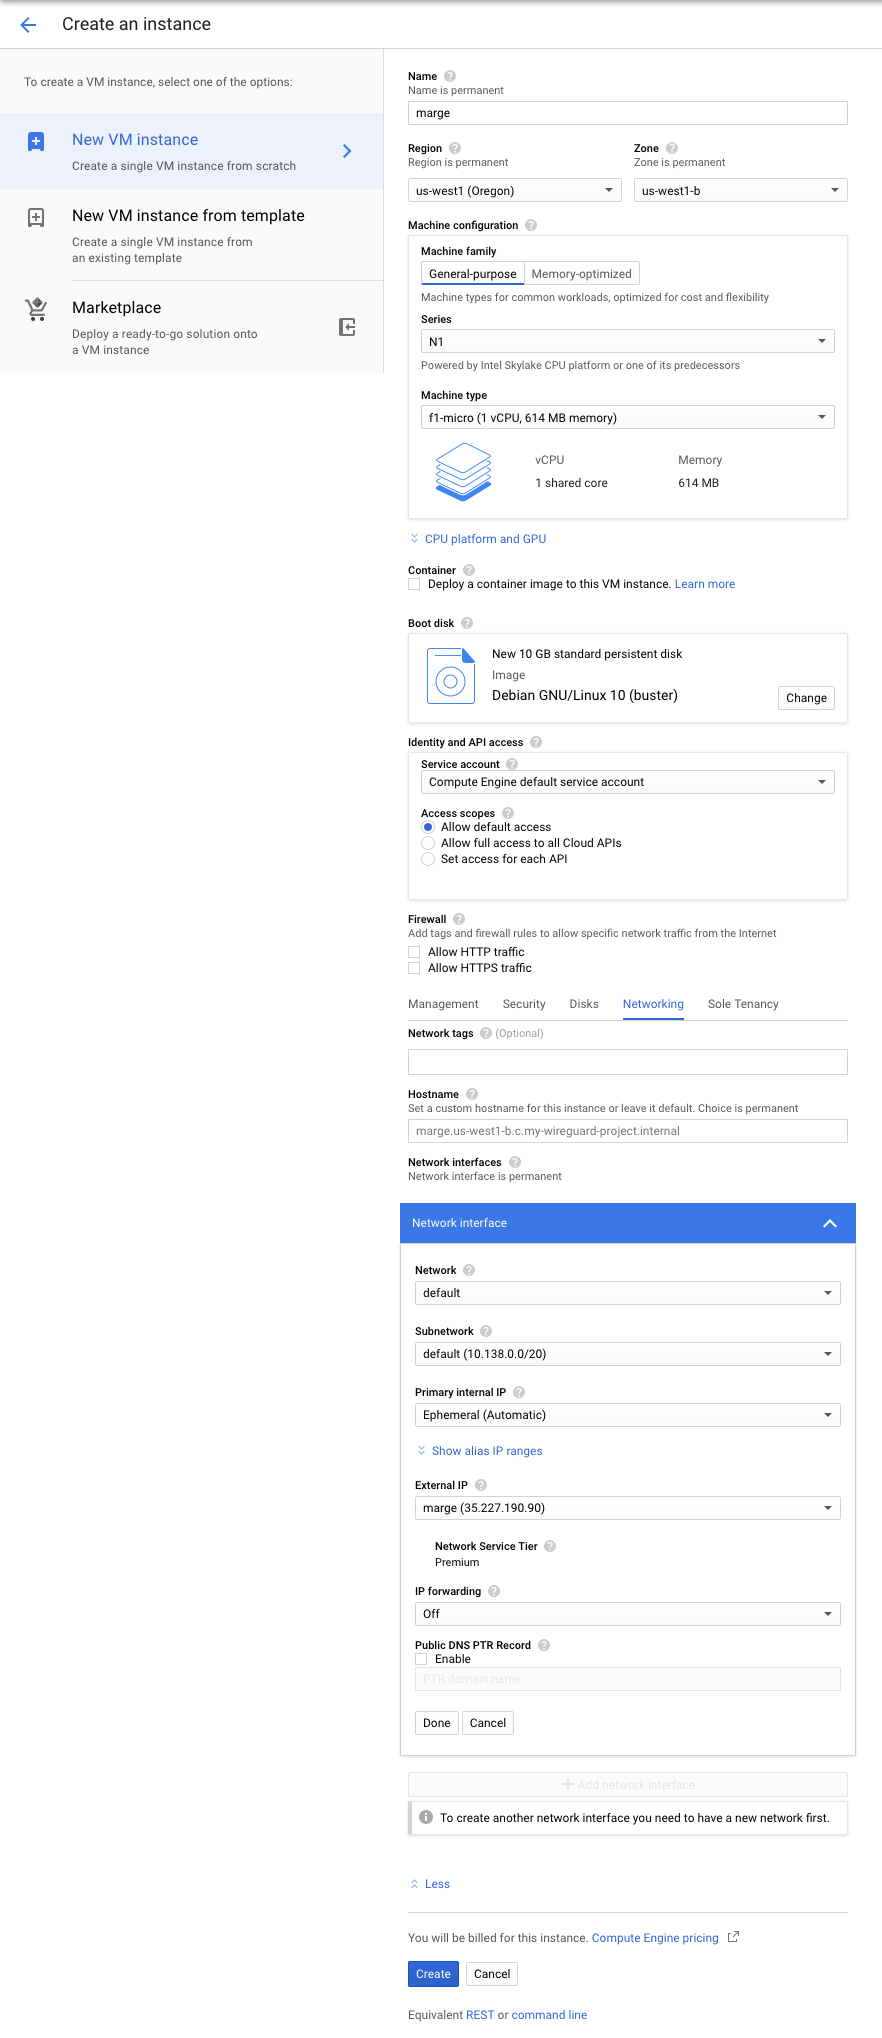 Create an instance
To create a VM instance, select one of the options:
New VM instance
Create a single VM instance from scratch
New VM instance from template
Create a single VM instance from
an existing template
Marketplace
Deploy a ready-to-go solution onto
a VM instance
Name
Name is permanent
marge
Region
Region is permanent
us-west1 (Oregon)
Zone
Zone is permanent
us-west1-b
Machine configuration
Machine family
General-purpose Memory-optimized
Machine types for common workloads, optimized for cost and flexibility
Series
N1
Powered by Intel Skylake CPU platform or one of its predecessors
Machine type
f1-micro (1 vCPU, 614 MB memory)
vCPU Memory
1 shared core 614 MB
CPU platform and GPU
Container
Deploy a container image to this VM instance. Learn more
Boot disk
New 10 GB standard persistent disk
Image
Debian GNU/Linux 10 (buster)
Change
Identity and API access
Service account
Compute Engine default service account
Access scopes
Allow default access
Allow full access to all Cloud APIs
Set access for each API
Firewall
Add tags and firewall rules to allow specific network traffic from the Internet
Allow HTTP traffic
Allow HTTPS traffic
Management Security Disks Networking Sole Tenancy
Network tags (Optional)
Hostname
Set a custom hostname for this instance or leave it default. Choice is permanent
marge.us-west1-b.c.my-wireguard-project.internal
Network interfaces
Network interface is permanent
Network interface
Network
default
Subnetwork
default (10.138.0.0/20)
Primary internal IP
Ephemeral (Automatic)
Show alias IP ranges
External IP
marge (35.227.190.90)
Network Service Tier
Premium
IP forwarding
Off
Public DNS PTR Record
Enable
PTR domain name
Done Cancel
Add network interface
To create another network interface you need to have a new network first.
Less
You will be billed for this instance. Compute Engine pricing
Create Cancel
Equivalent REST or command line